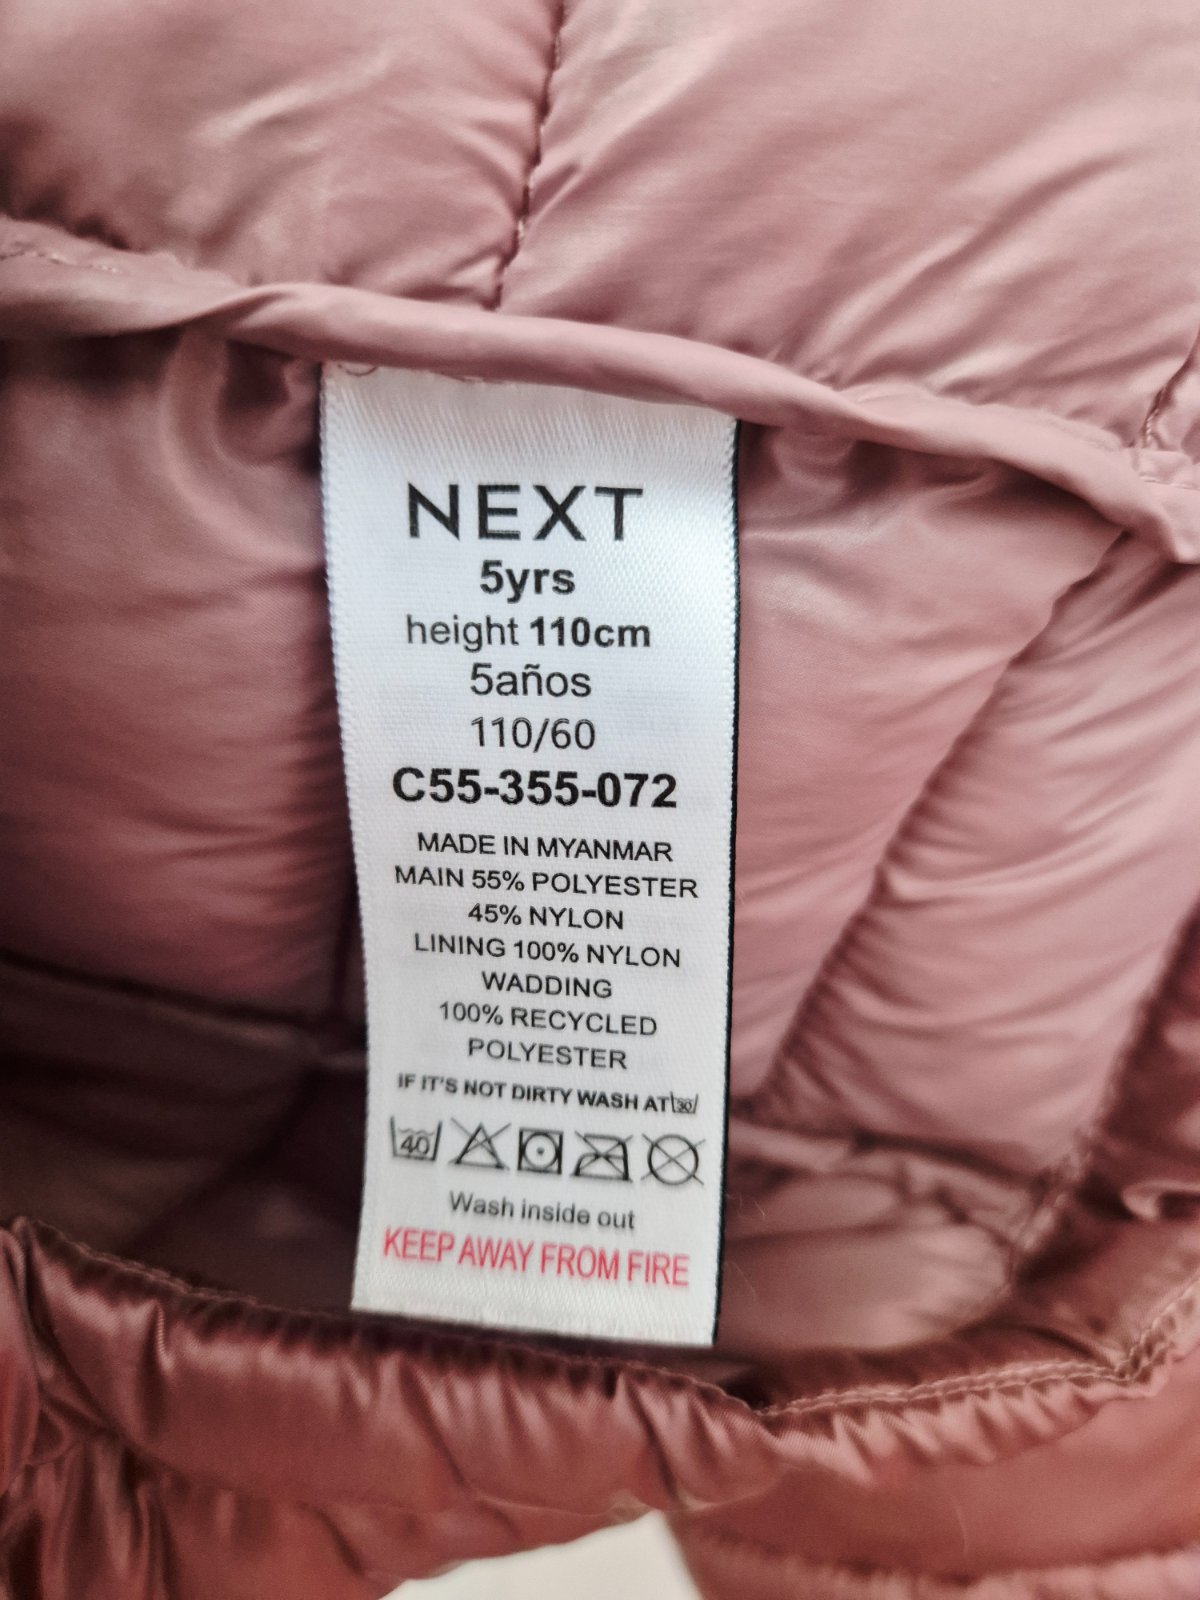 NEXT
5yrs
height 110cm
5años
110/60
C55-355-072
MADE IN MYANMAR
MAIN 55% POLYESTER
45% NYLON
LINING 100% NYLON
WADDING
100% RECYCLED
POLYESTER
IF IT'S NOT DIRTY WASH AT 30
40
Wash inside out
KEEP AWAY FROM FIRE